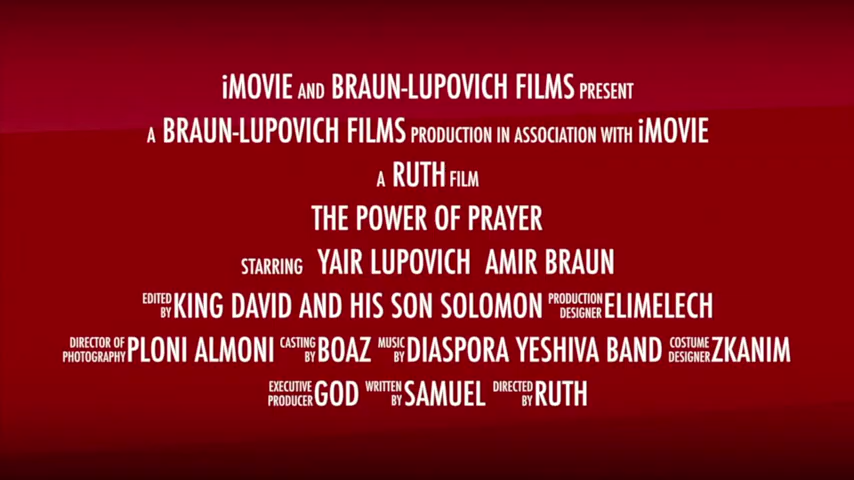 iMOVIE AND BRAUN-LUPOVICH FILMS PRESENT
A BRAUN-LUPOVICH FILMS PRODUCTION IN ASSOCIATION WITH iMOVIE
A RUTH FILM
THE POWER OF PRAYER
STARRING YAIR LUPOVICH AMIR BRAUN
EDITED BY KING DAVID AND HIS SON SOLOMON PRODUCTION DESIGNER ELIMELECH
DIRECTOR OF PHOTOGRAPHY PLONI ALMONI CASTING BY BOAZ MUSIC BY DIASPORA YESHIVA BAND COSTUME DESIGNER ZKANIM
EXECUTIVE PRODUCER GOD WRITTEN BY SAMUEL DIRECTED BY RUTH